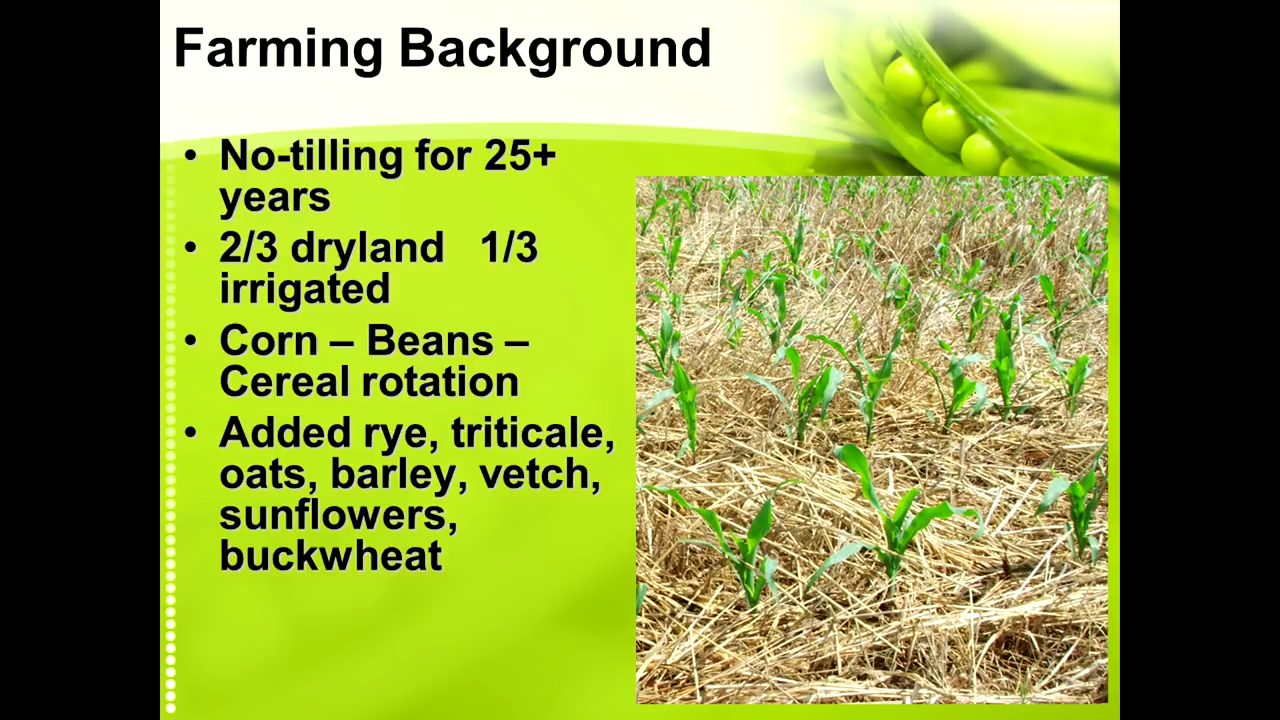 Farming Background
• No-tilling for 25+
years
• 2/3 dryland   1/3
irrigated
• Corn – Beans –
Cereal rotation
• Added rye, triticale,
oats, barley, vetch,
sunflowers,
buckwheat